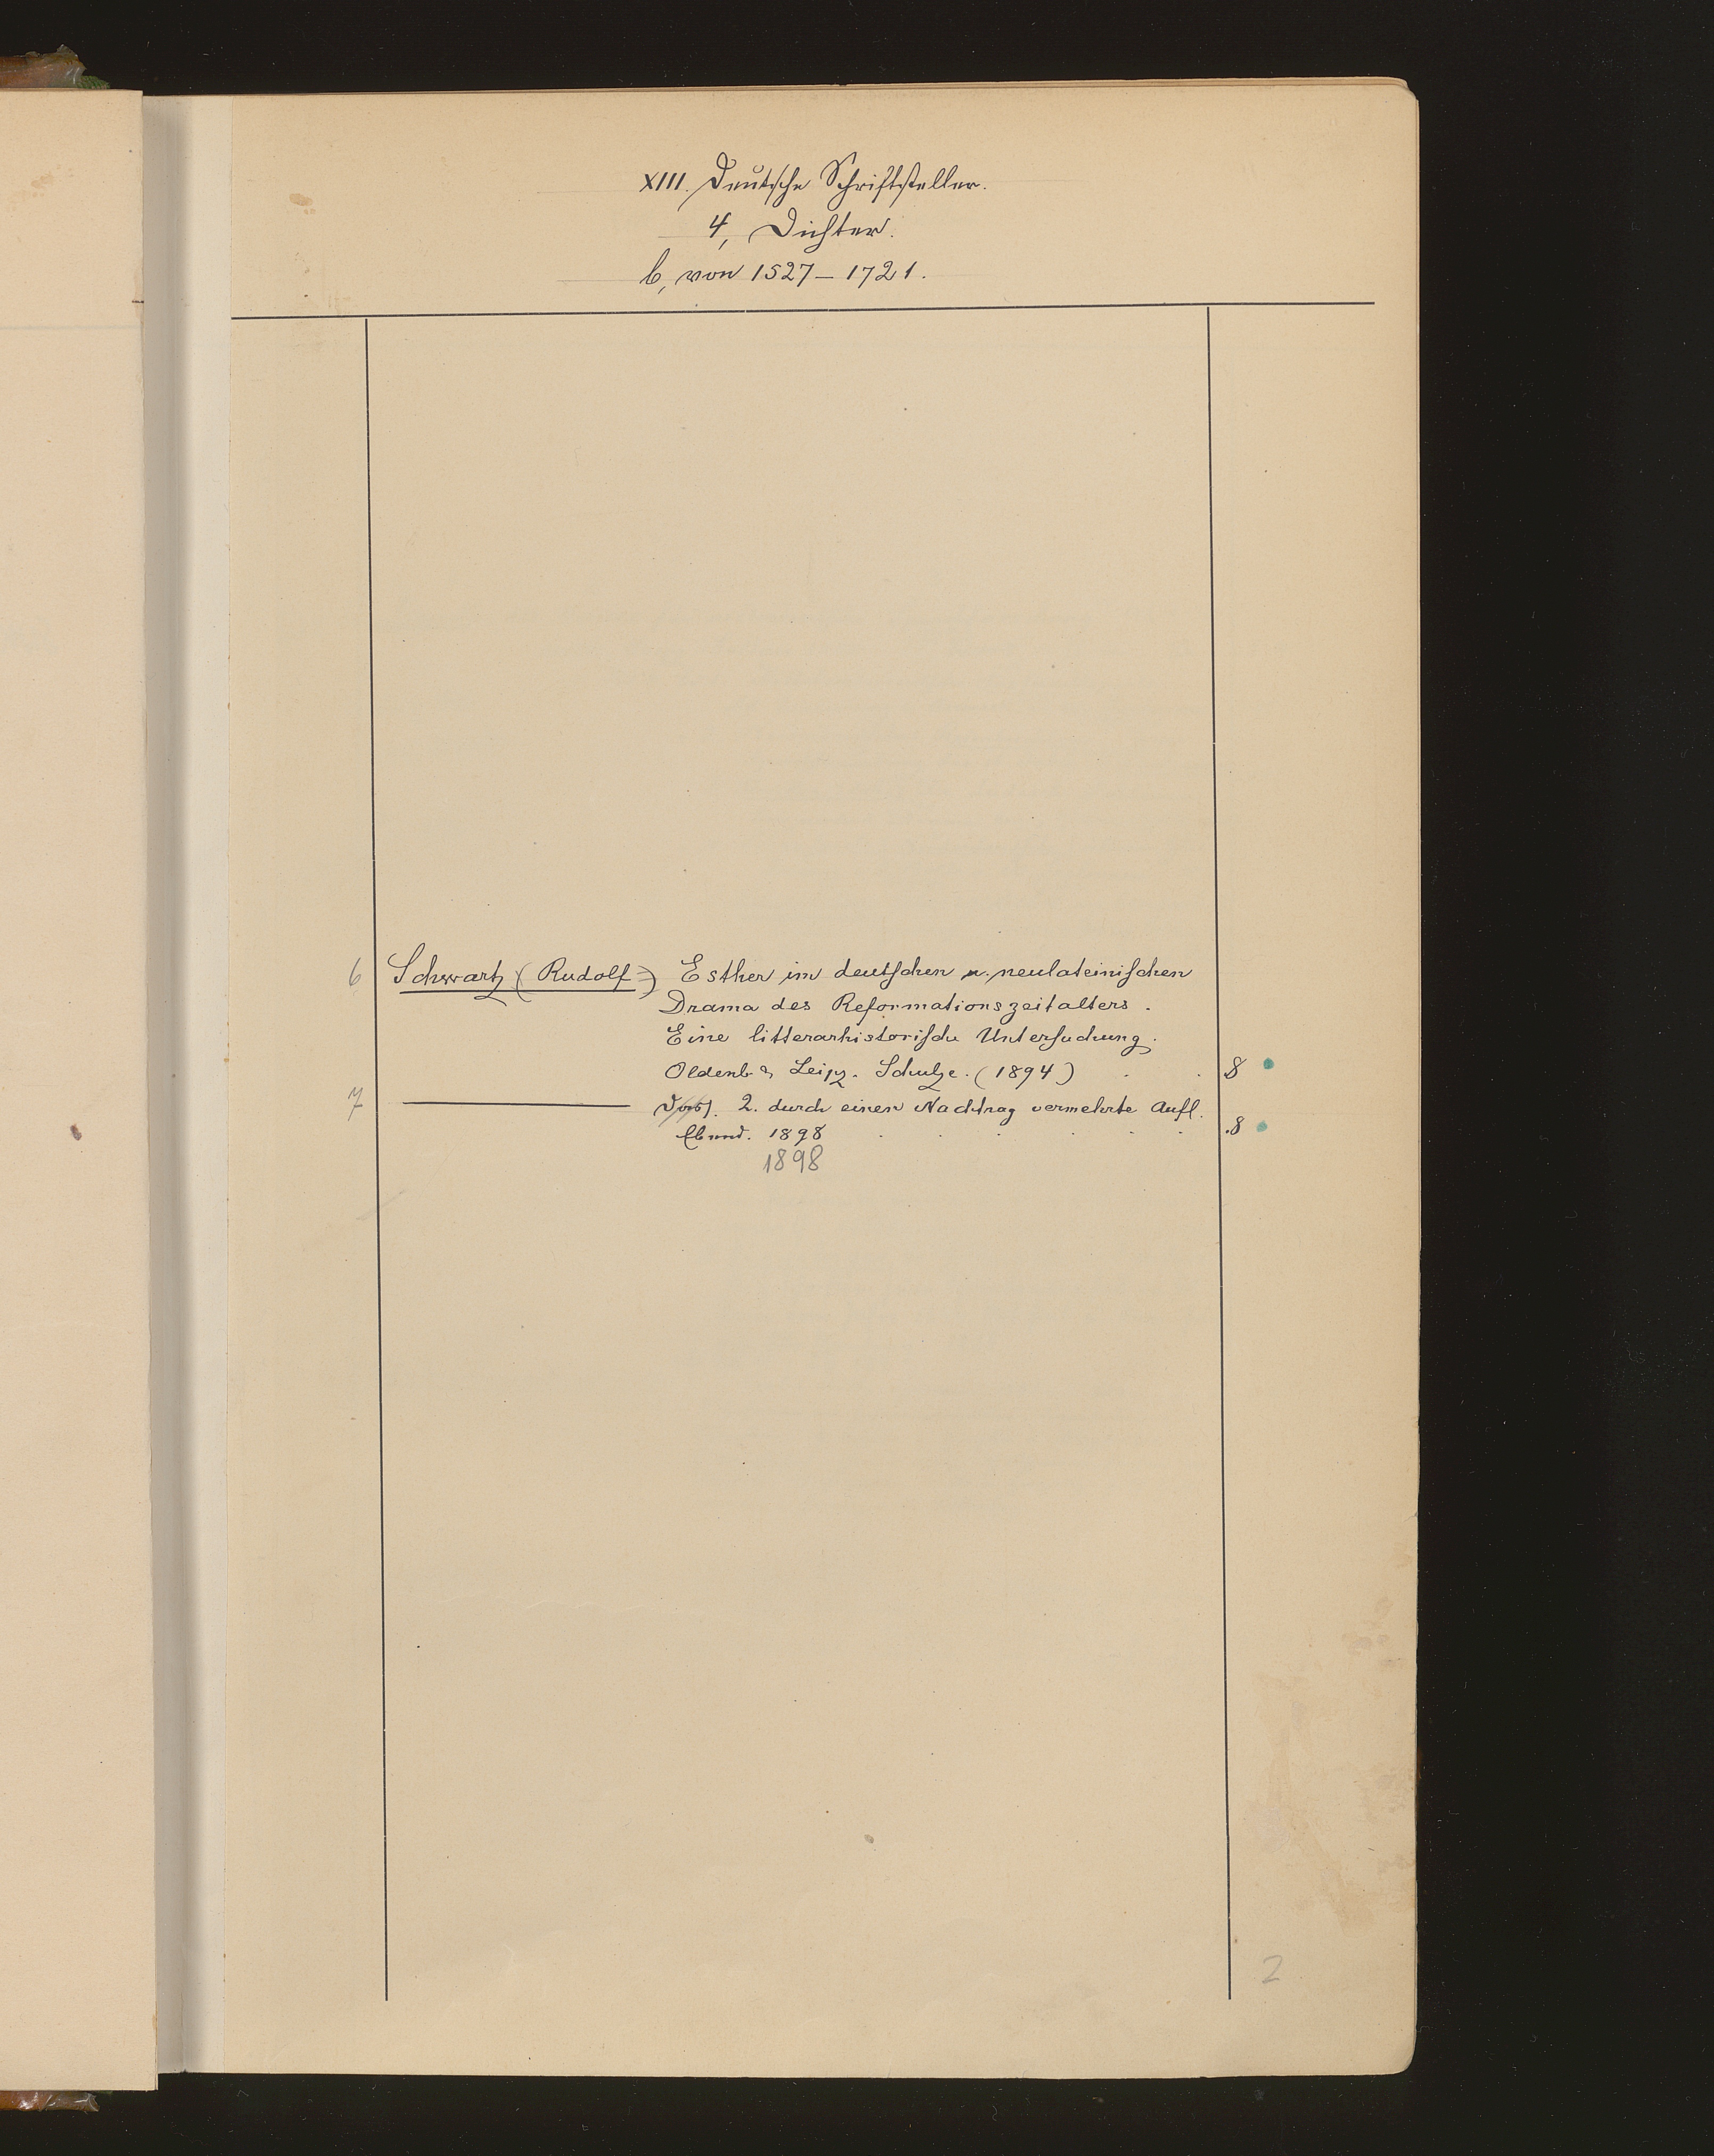 XIII. Deutsche Schriftsteller.
4, Dichter.
b, von 1527–1721.
6 Schwartz (Rudolf =) Esther im deutschen u. neulateinischen
Drama des Reformationszeitalters.
Eine litterarhistorische Untersuchung.
Oldenb. & Leipz. Schulze. (1894) . . 8
7 ——— 2. durch einen Nachtrag vermehrte Aufl.
Ebend. 1898 . . . . . . 8
1898
2